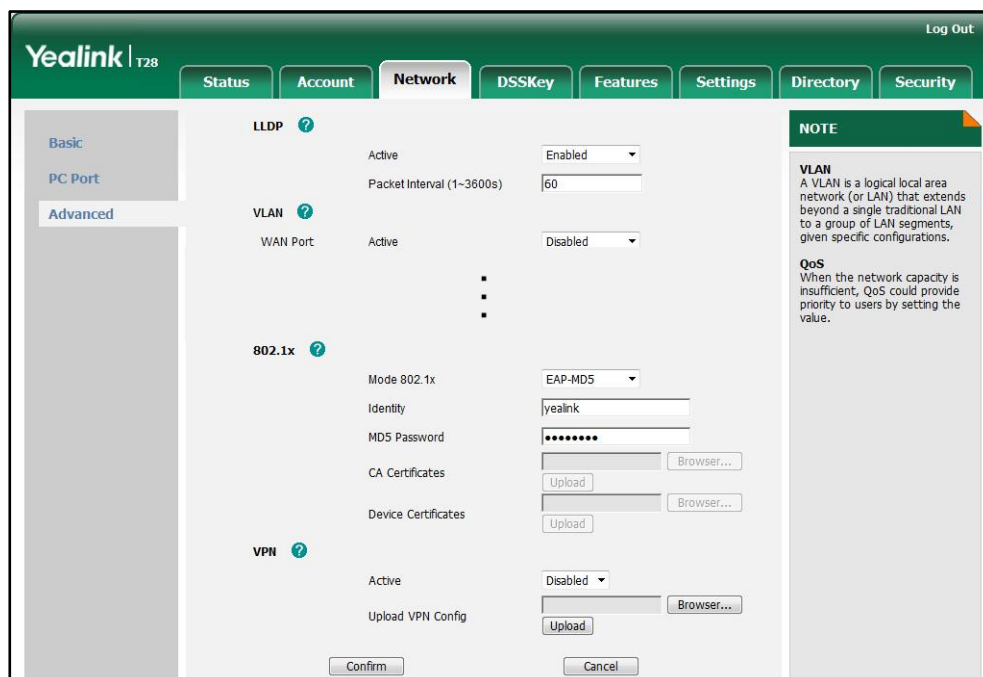 Log Out
Yealink | T28
Status Account Network DSSKey Features Settings Directory Security
Basic
PC Port
Advanced
LLDP ?
Active Enabled
Packet Interval (1~3600s) 60
VLAN ?
WAN Port Active Disabled
802.1x ?
Mode 802.1x EAP-MD5
Identity yealink
MD5 Password ••••••••
CA Certificates Browser...
Upload
Device Certificates Browser...
Upload
VPN ?
Active Disabled
Upload VPN Config Browser...
Upload
Confirm Cancel
NOTE
VLAN
A VLAN is a logical local area
network (or LAN) that extends
beyond a single traditional LAN
to a group of LAN segments,
given specific configurations.
QoS
When the network capacity is
insufficient, QoS could provide
priority to users by setting the
value.